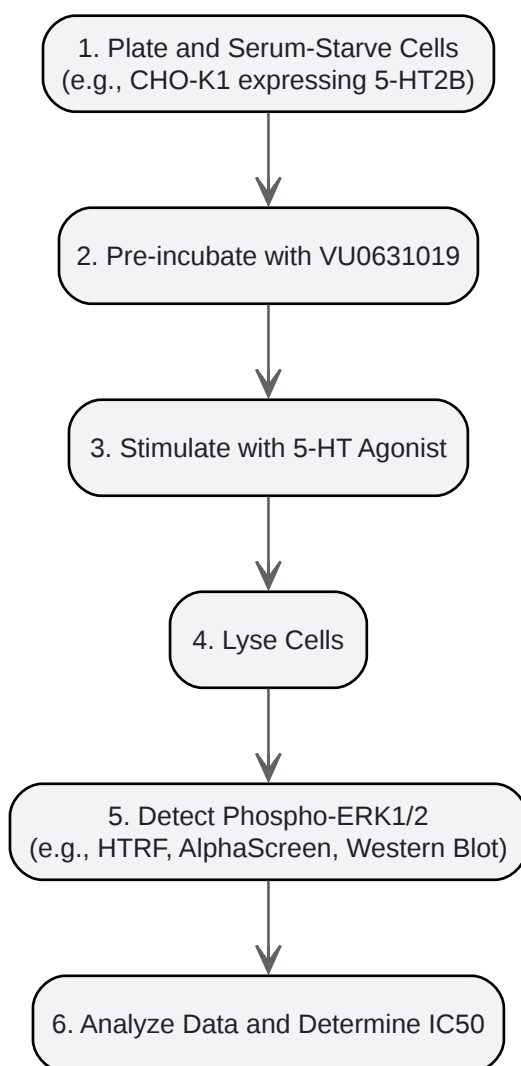 1. Plate and Serum-Starve Cells
(e.g., CHO-K1 expressing 5-HT2B)
2. Pre-incubate with VU0631019
3. Stimulate with 5-HT Agonist
4. Lyse Cells
5. Detect Phospho-ERK1/2
(e.g., HTRF, AlphaScreen, Western Blot)
6. Analyze Data and Determine IC50